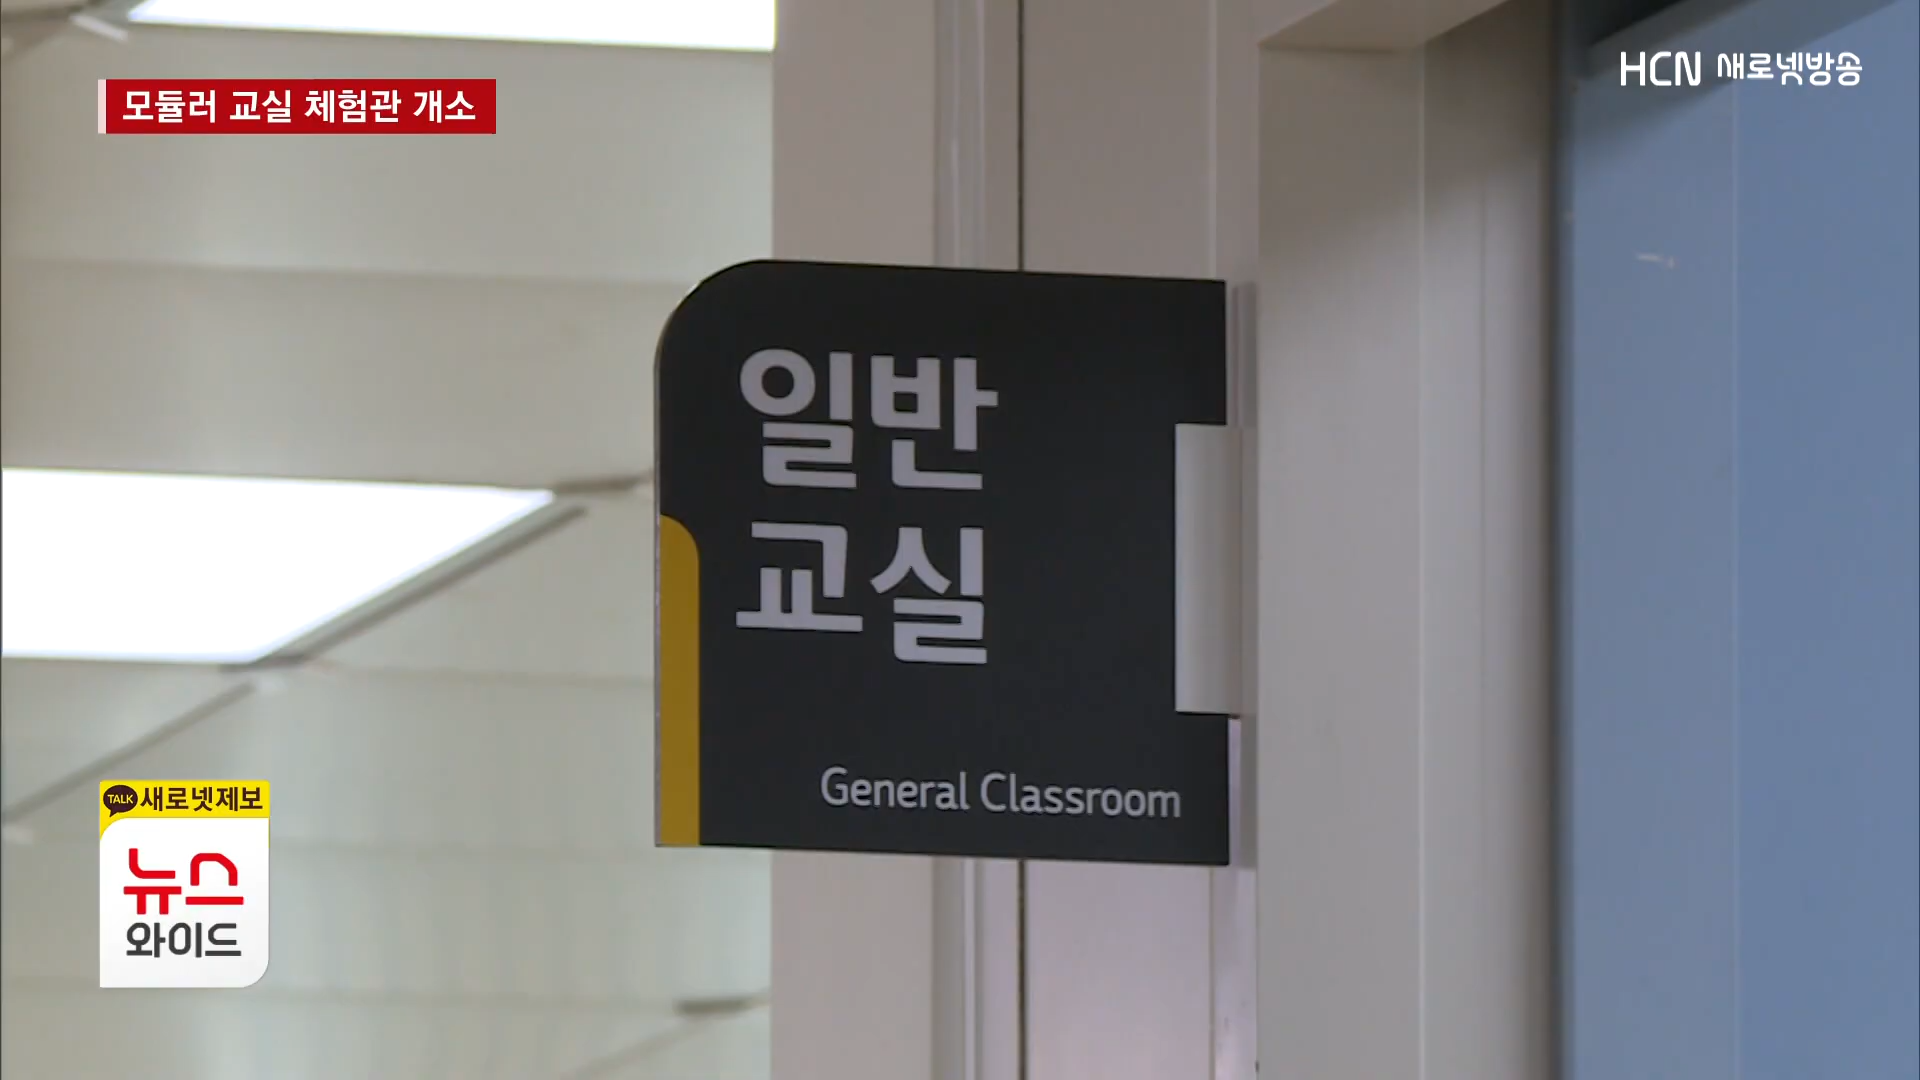 HCN 새로넷방송
모듈러 교실 체험관 개소
일반
교실
General Classroom
TALK 새로넷제보
뉴스
와이드